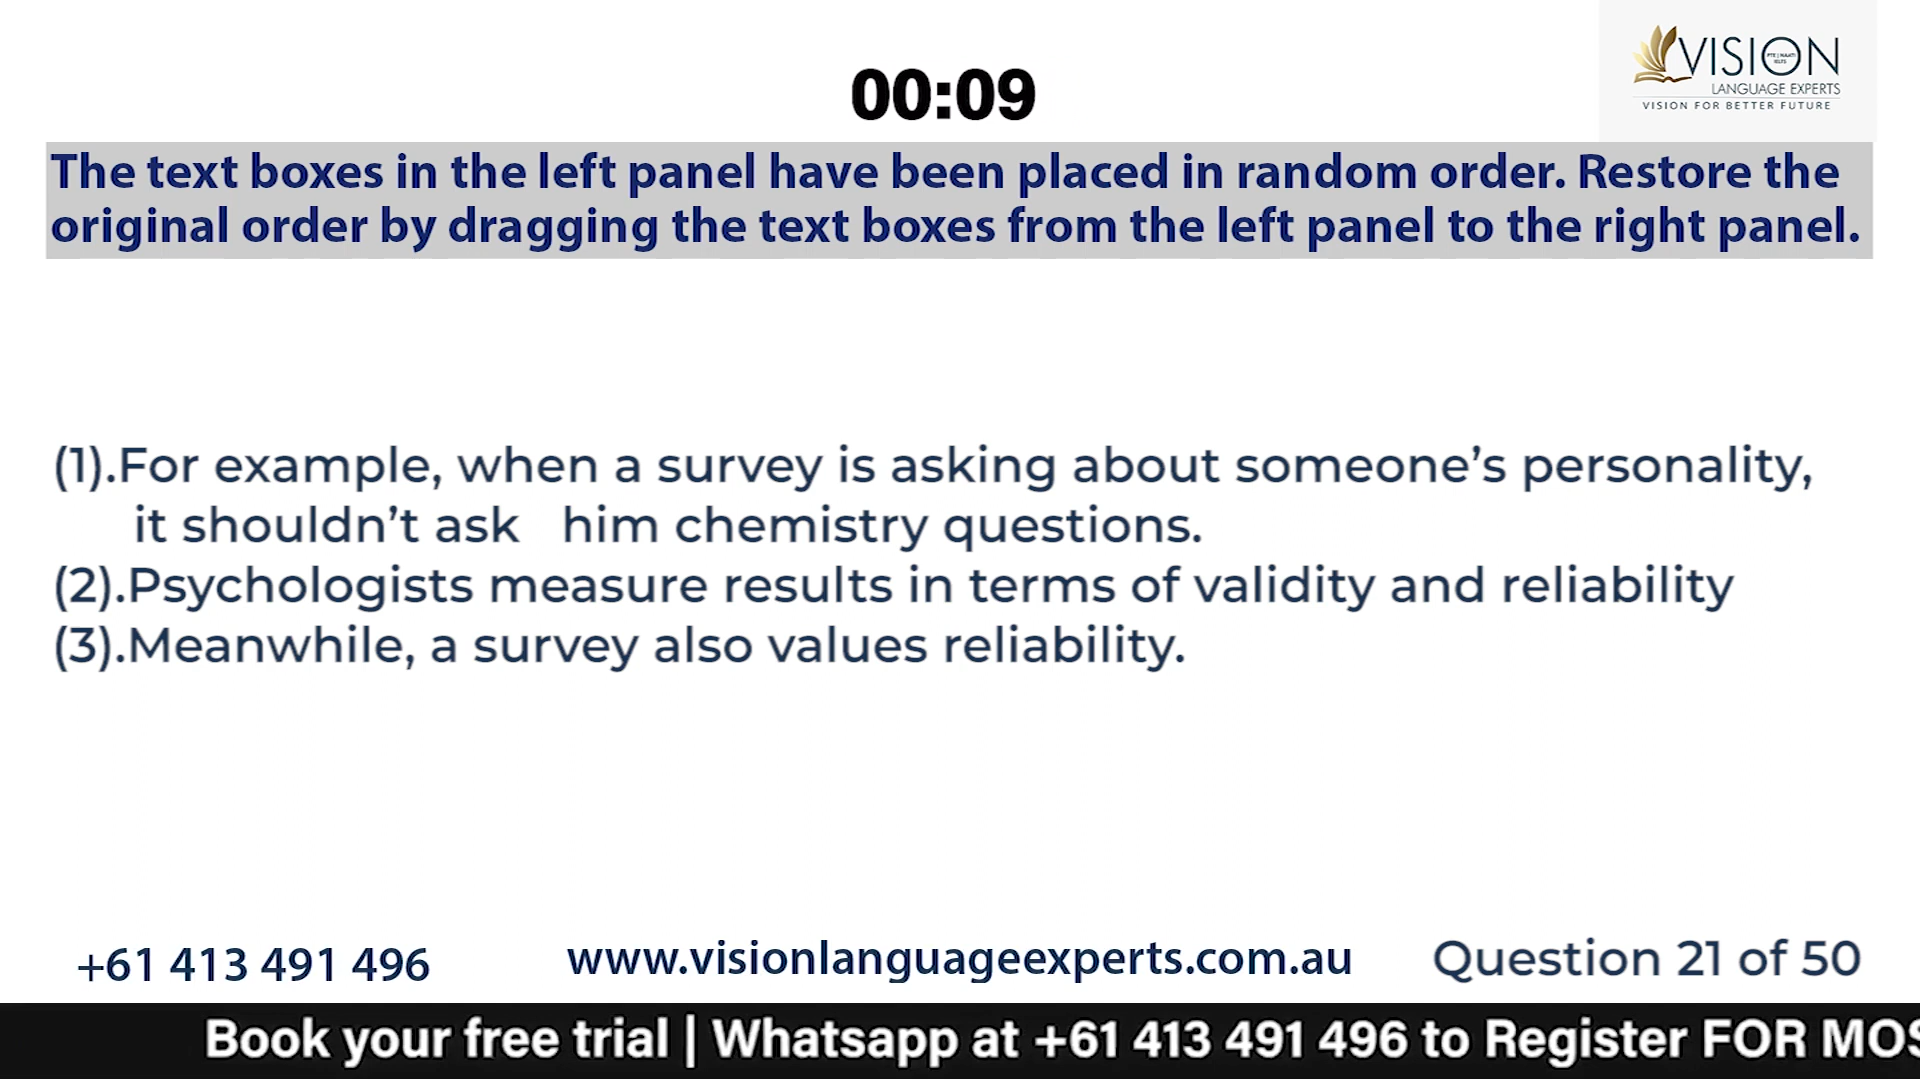 VISION
PTE | NAATI
IELTS
LANGUAGE EXPERTS
VISION FOR BETTER FUTURE
00:09
The text boxes in the left panel have been placed in random order. Restore the
original order by dragging the text boxes from the left panel to the right panel.
(1).For example, when a survey is asking about someone's personality,
it shouldn't ask him chemistry questions.
(2).Psychologists measure results in terms of validity and reliability
(3).Meanwhile, a survey also values reliability.
+61 413 491 496
www.visionlanguageexperts.com.au
Question 21 of 50
Book your free trial | Whatsapp at +61 413 491 496 to Register FOR MOS